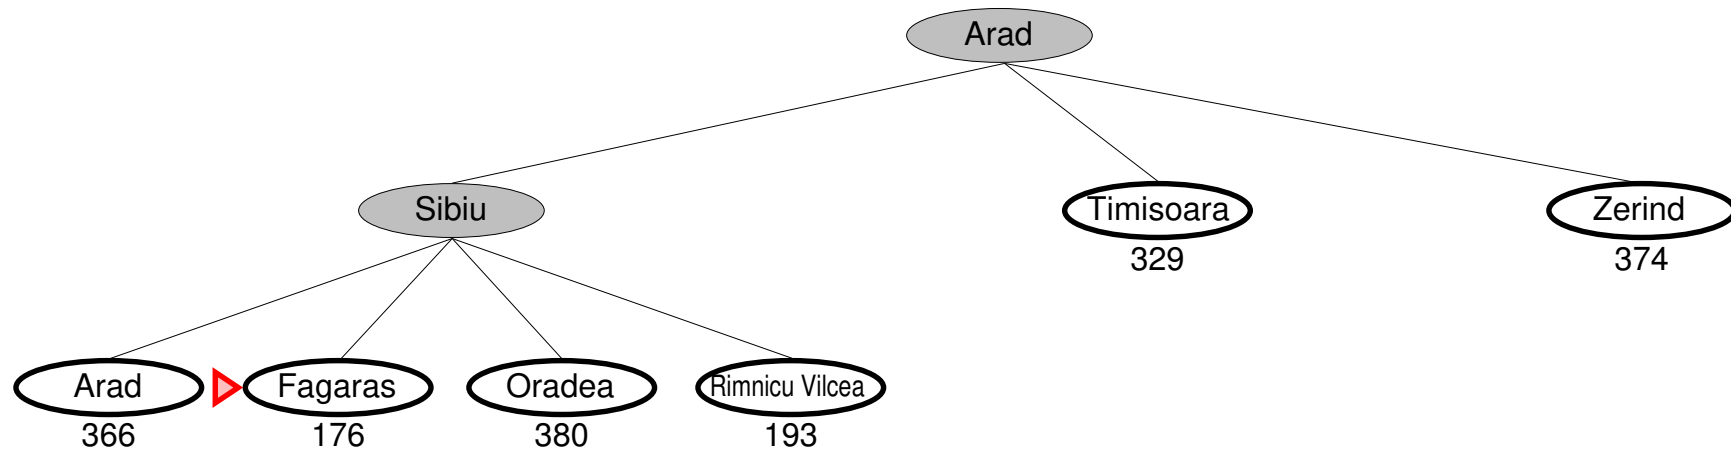 Arad
Sibiu
Timisoara
Zerind
329
374
Arad
Fagaras
Oradea
Rimnicu Vilcea
366
176
380
193